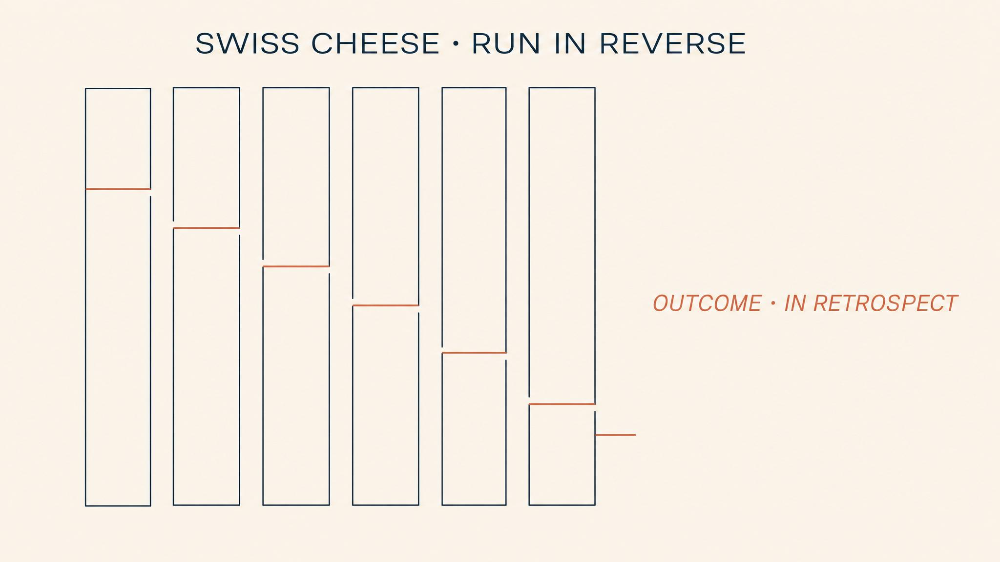 SWISS CHEESE • RUN IN REVERSE
OUTCOME • IN RETROSPECT